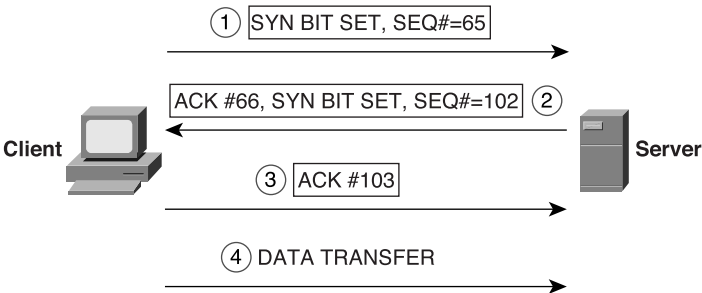 1 SYN BIT SET, SEQ#=65
ACK #66, SYN BIT SET, SEQ#=102 2
Client
Server
3 ACK #103
4 DATA TRANSFER